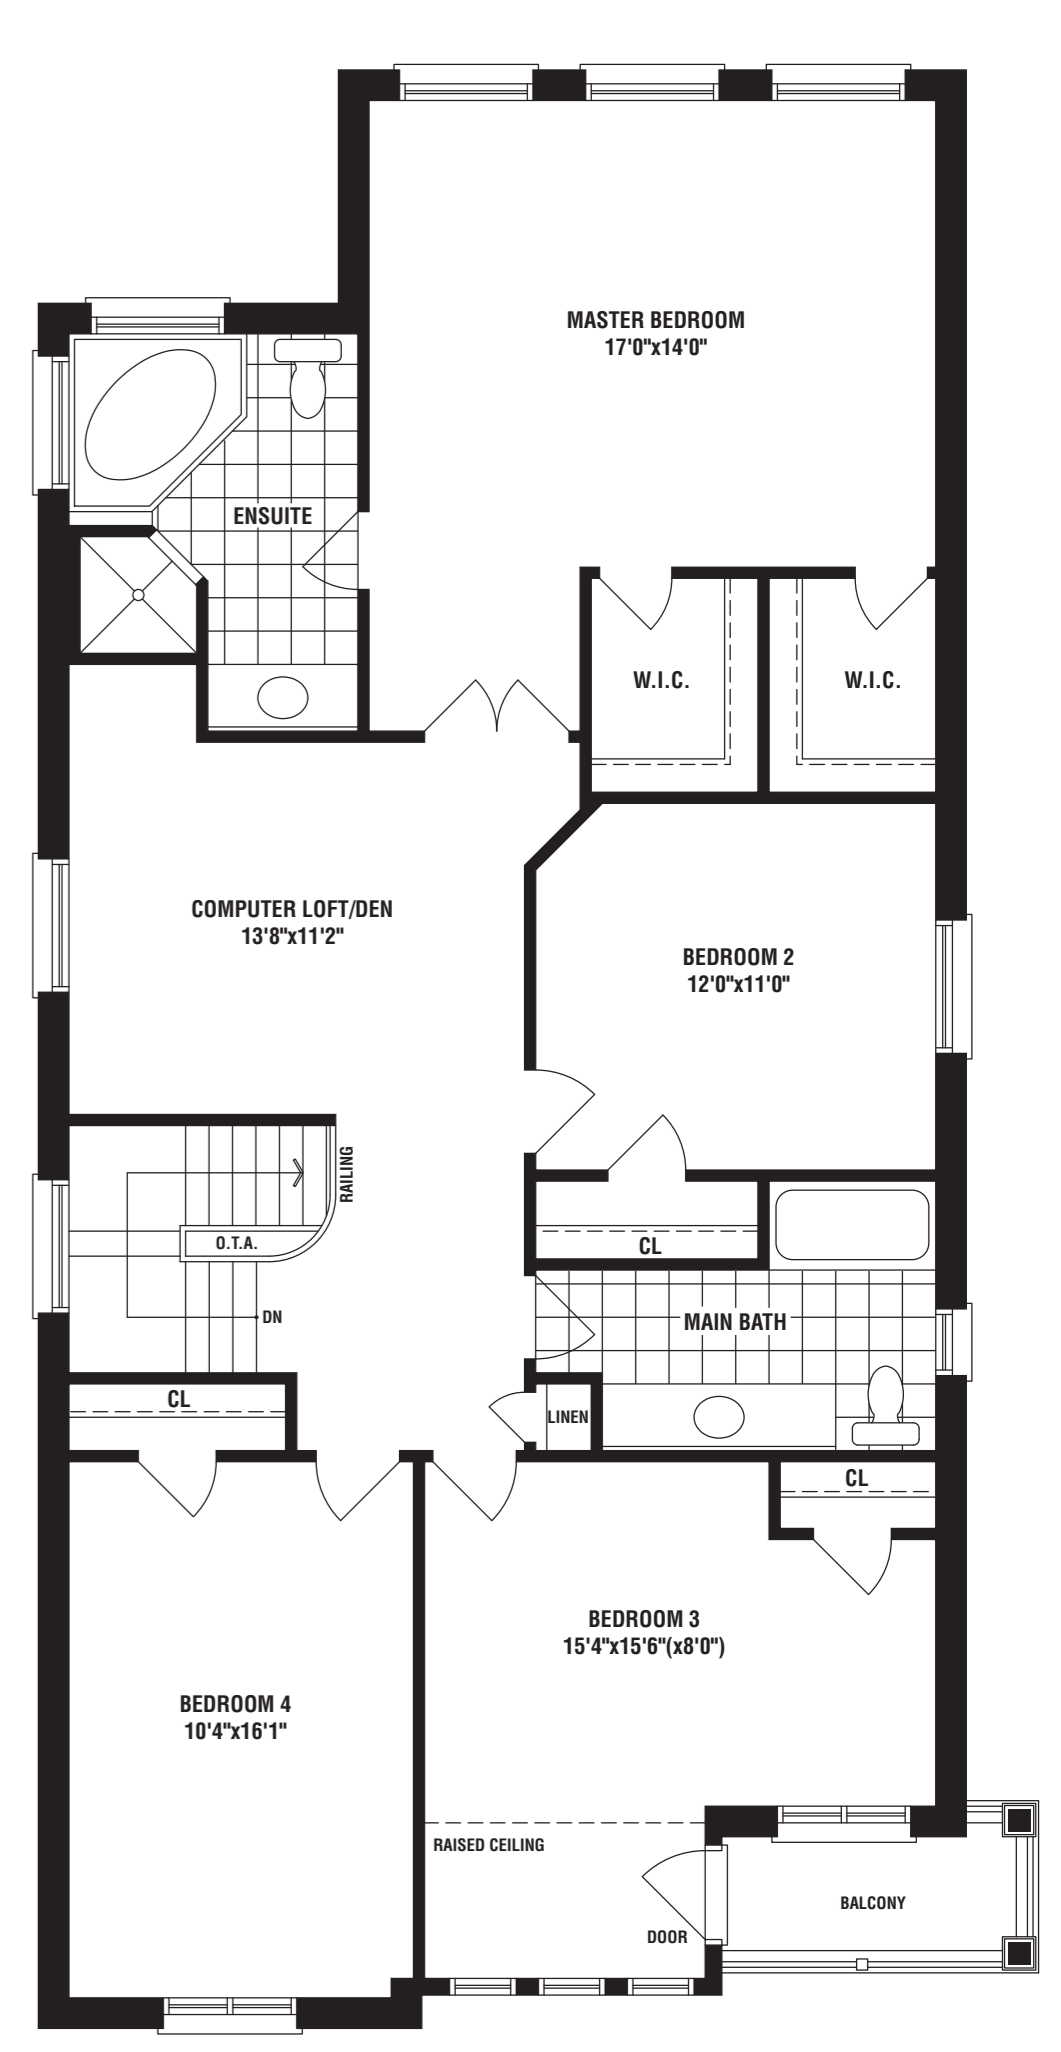 MASTER BEDROOM
17'0"x14'0"
ENSUITE
W.I.C.
W.I.C.
COMPUTER LOFT/DEN
13'8"x11'2"
BEDROOM 2
12'0"x11'0"
RAILING
O.T.A.
CL
DN
MAIN BATH
CL
LINEN
CL
BEDROOM 3
15'4"x15'6"(x8'0")
BEDROOM 4
10'4"x16'1"
RAISED CEILING
BALCONY
DOOR